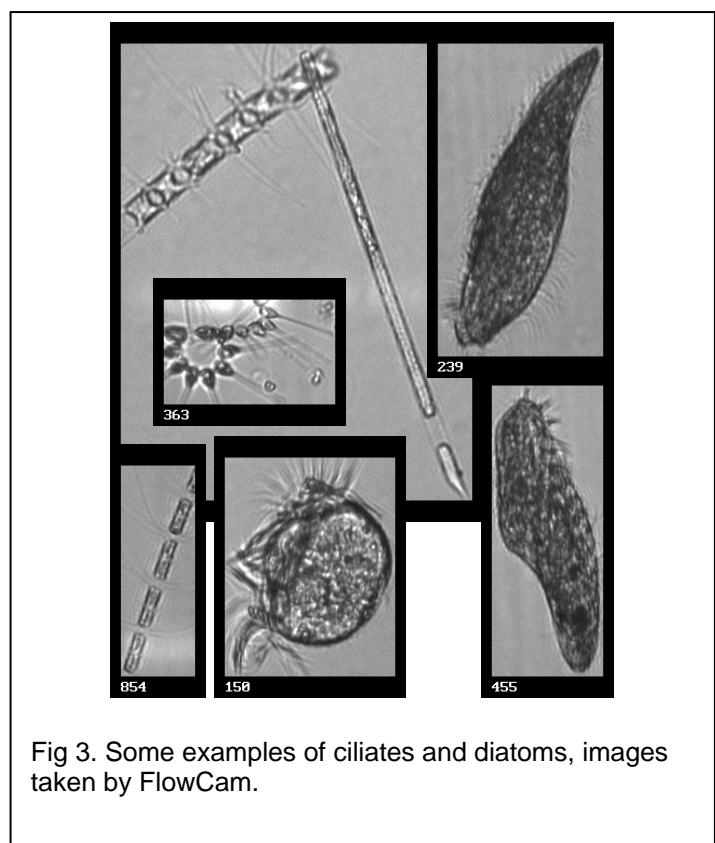 239
363
854
150
455
Fig 3. Some examples of ciliates and diatoms, images
taken by FlowCam.